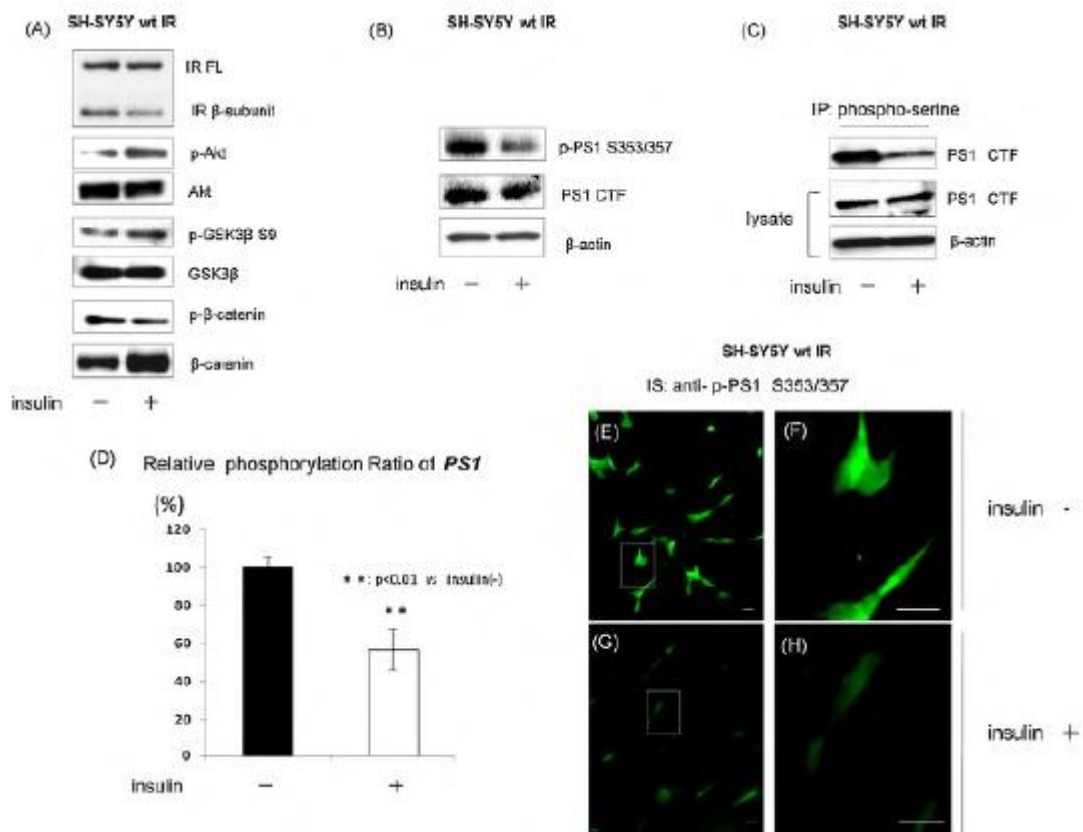 (A) SH-SY5Y wt IR
IR FL
IR β-subunit
p-Akt
Akt
p-GSK3β S9
GSK3β
p-β-catenin
β-catenin
insulin − +
(B) SH-SY5Y wt IR
p-PS1 S353/357
PS1 CTF
β-actin
insulin − +
(C) SH-SY5Y wt IR
IP: phospho-serine
PS1 CTF
lysate
PS1 CTF
β-actin
insulin − +
(D) Relative phosphorylation Ratio of PS1
(%)
120
100
80
60
40
20
0
**: p<0.01 vs insulin(-)
**
insulin − +
SH-SY5Y wt IR
IS: anti- p-PS1 S353/357
(E)
(F)
insulin -
(G)
(H)
insulin +